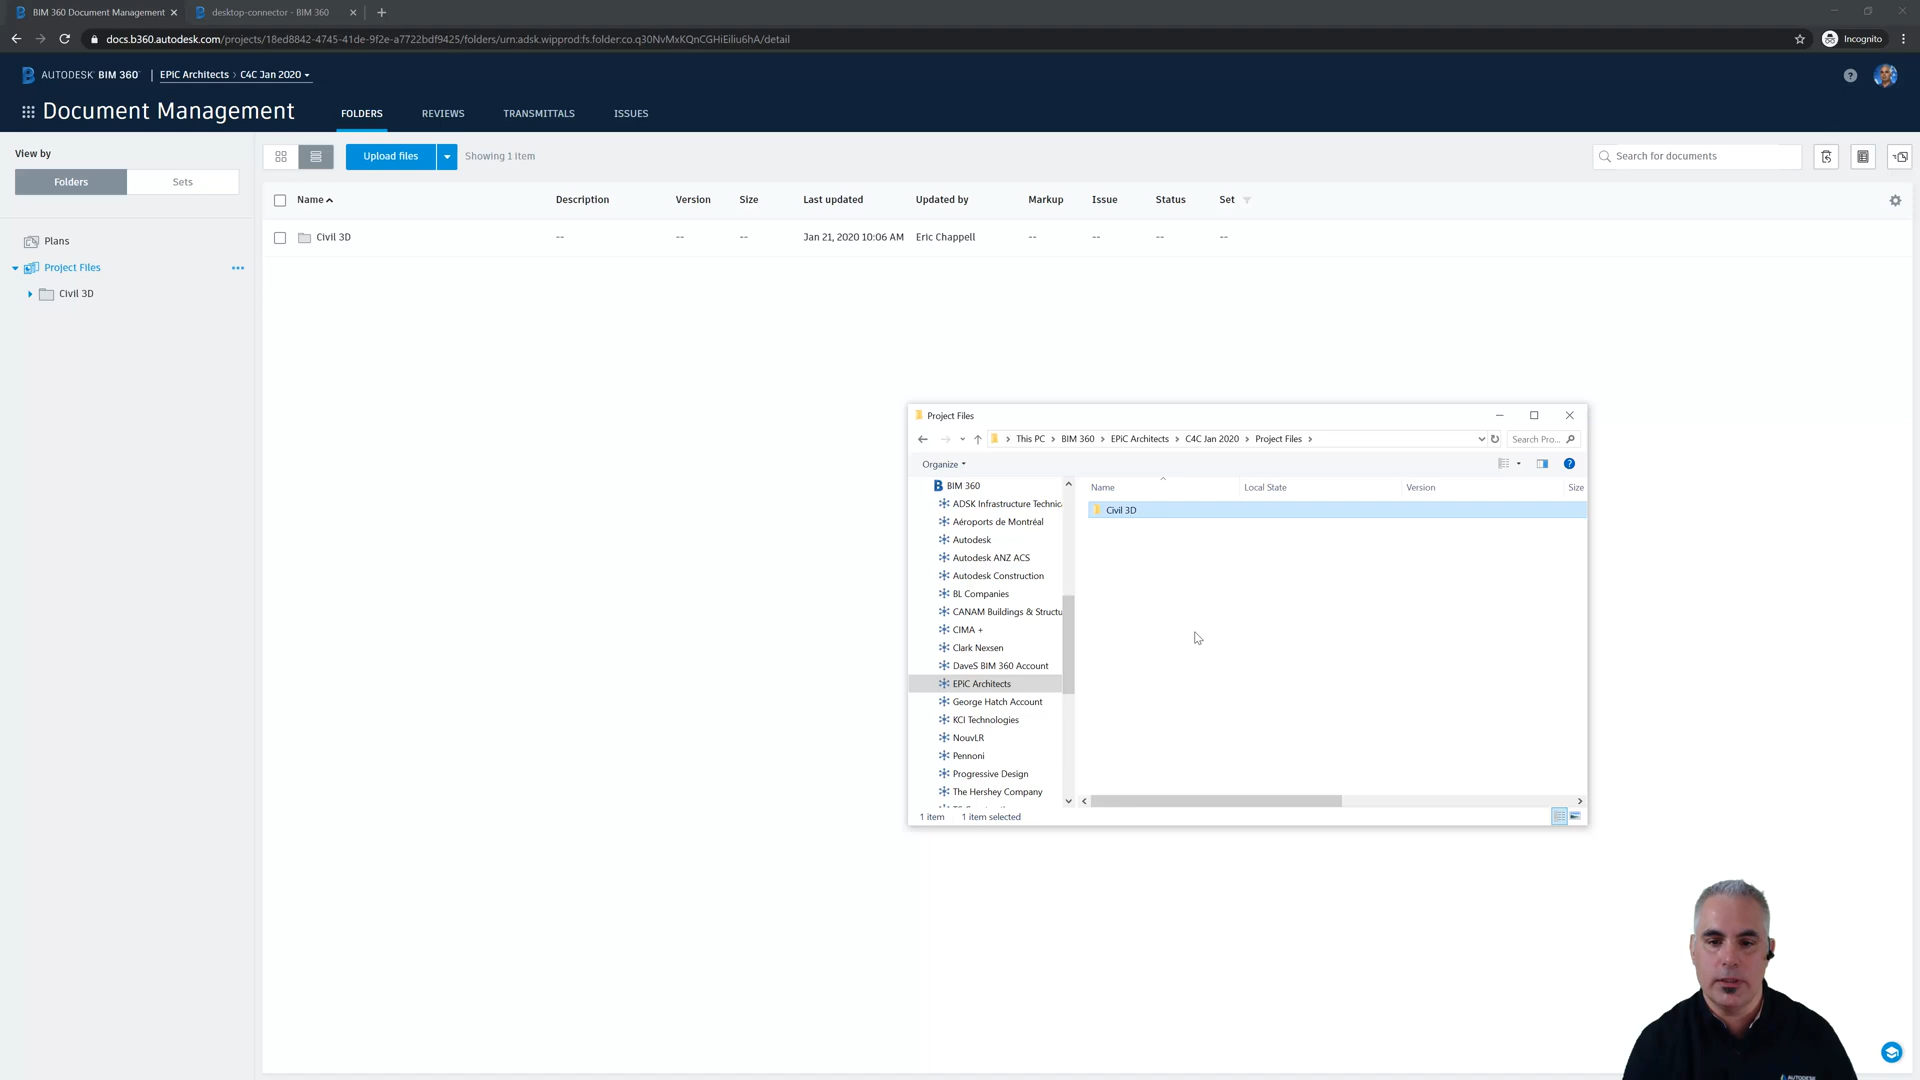 BIM 360 Document Management
desktop-connector - BIM 360
docs.b360.autodesk.com/projects/18ed8842-4745-41de-9f2e-a7722bdf9425/folders/urn:adsk.wipprod:fs.folder:co.q30NvMxKQnCGHiEiliu6hA/detail
Incognito
AUTODESK® BIM 360° | EPiC Architects > C4C Jan 2020
Document Management
FOLDERS REVIEWS TRANSMITTALS ISSUES
View by
Folders Sets
Plans
Project Files
Civil 3D
Upload files
Showing 1 item
Search for documents
Name Description Version Size Last updated Updated by Markup Issue Status Set
Civil 3D -- -- -- Jan 21, 2020 10:06 AM Eric Chappell -- -- -- --
Project Files
This PC > BIM 360 > EPiC Architects > C4C Jan 2020 > Project Files >
Search Pro...
Organize
BIM 360
ADSK Infrastructure Technic
Aéroports de Montréal
Autodesk
Autodesk ANZ ACS
Autodesk Construction
BL Companies
CANAM Buildings & Structu
CIMA +
Clark Nexsen
DaveS BIM 360 Account
EPiC Architects
George Hatch Account
KCI Technologies
NouvLR
Pennoni
Progressive Design
The Hershey Company
Name Local State Version Size
Civil 3D
1 item 1 item selected
AUTODESK